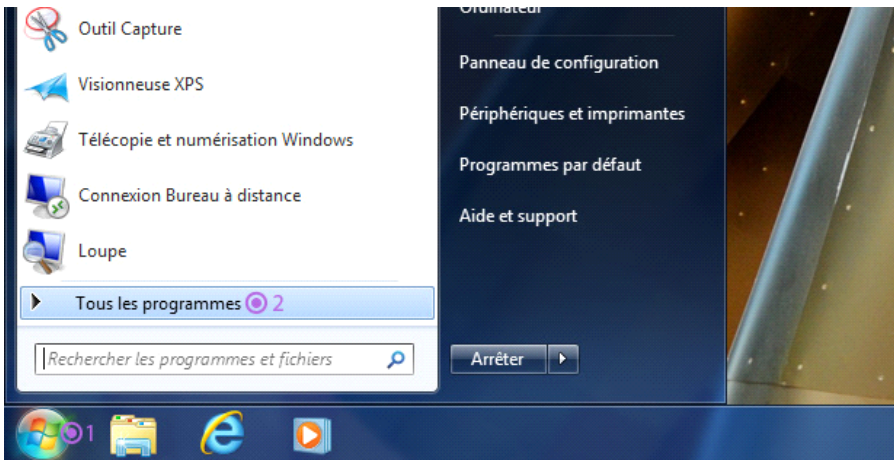 Outil Capture
Visionneuse XPS
Télécopie et numérisation Windows
Connexion Bureau à distance
Loupe
Tous les programmes 2
Rechercher les programmes et fichiers
Ordinateur
Panneau de configuration
Périphériques et imprimantes
Programmes par défaut
Aide et support
Arrêter
1